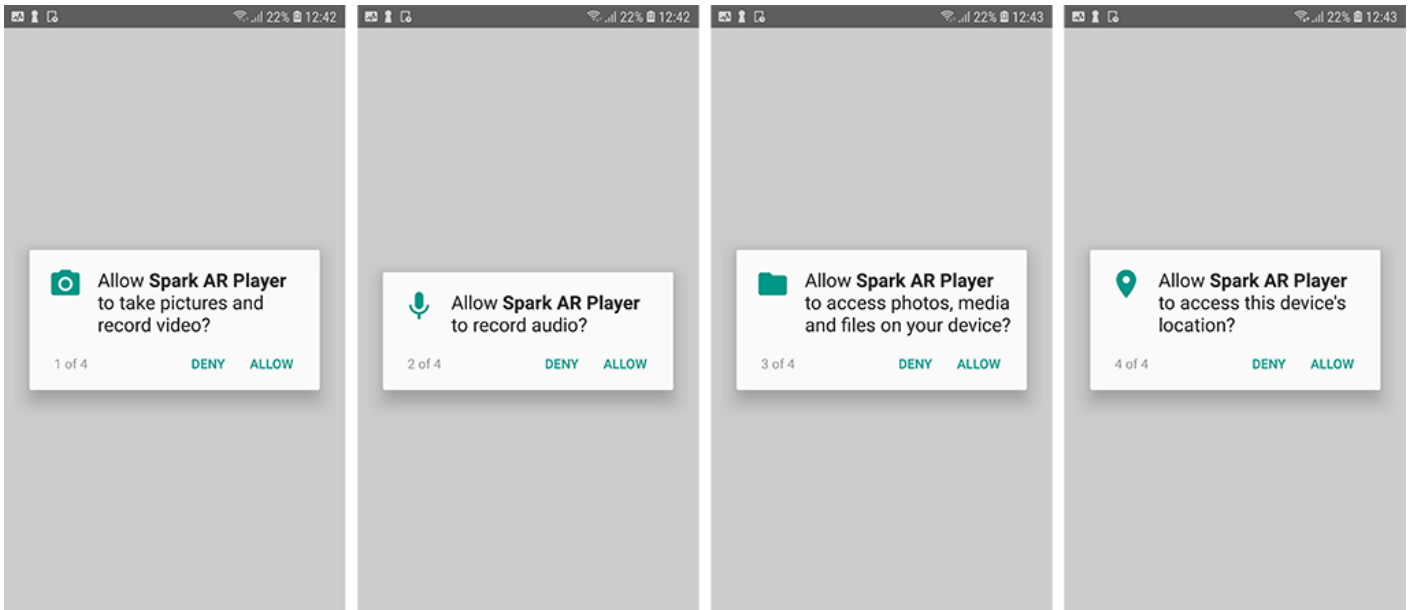 22% 12:42
Allow Spark AR Player
to take pictures and
record video?
1 of 4 DENY ALLOW
22% 12:42
Allow Spark AR Player
to record audio?
2 of 4 DENY ALLOW
22% 12:43
Allow Spark AR Player
to access photos, media
and files on your device?
3 of 4 DENY ALLOW
22% 12:43
Allow Spark AR Player
to access this device's
location?
4 of 4 DENY ALLOW